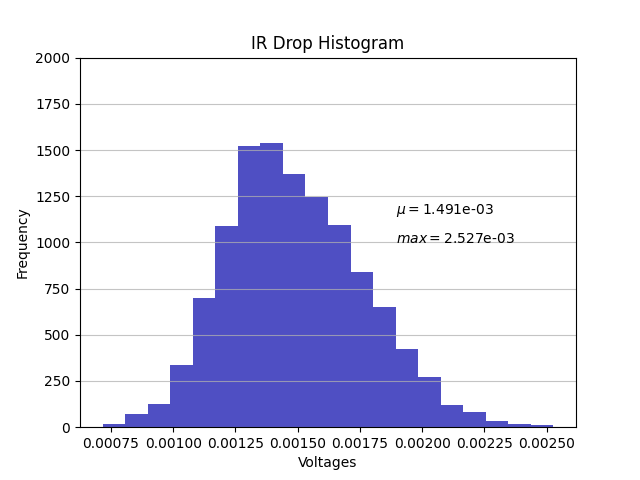 IR Drop Histogram
2000
1750
1500
1250
1000
750
500
250
0
Frequency
μ = 1.491e-03
max = 2.527e-03
0.00075 0.00100 0.00125 0.00150 0.00175 0.00200 0.00225 0.00250
Voltages